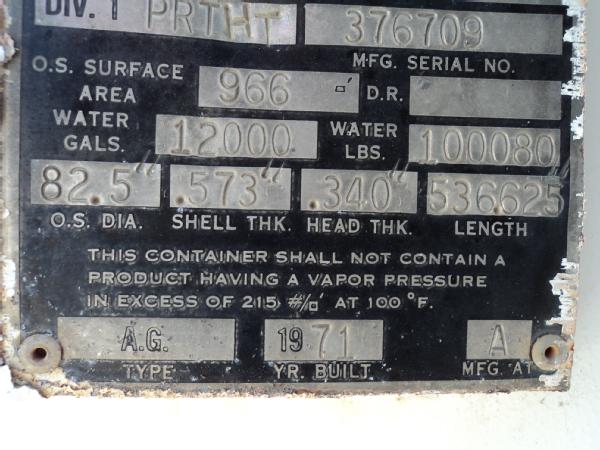 DIV. 1 PRTHT 376709
MFG. SERIAL NO.
O.S. SURFACE AREA 966 □' D.R.
WATER GALS. 12000 WATER LBS. 100080
82.5" .573" .340" 536.625"
O.S. DIA. SHELL THK. HEAD THK. LENGTH
THIS CONTAINER SHALL NOT CONTAIN A
PRODUCT HAVING A VAPOR PRESSURE
IN EXCESS OF 215 #/□' AT 100°F.
A.G. 1971 A
TYPE YR. BUILT MFG. AT